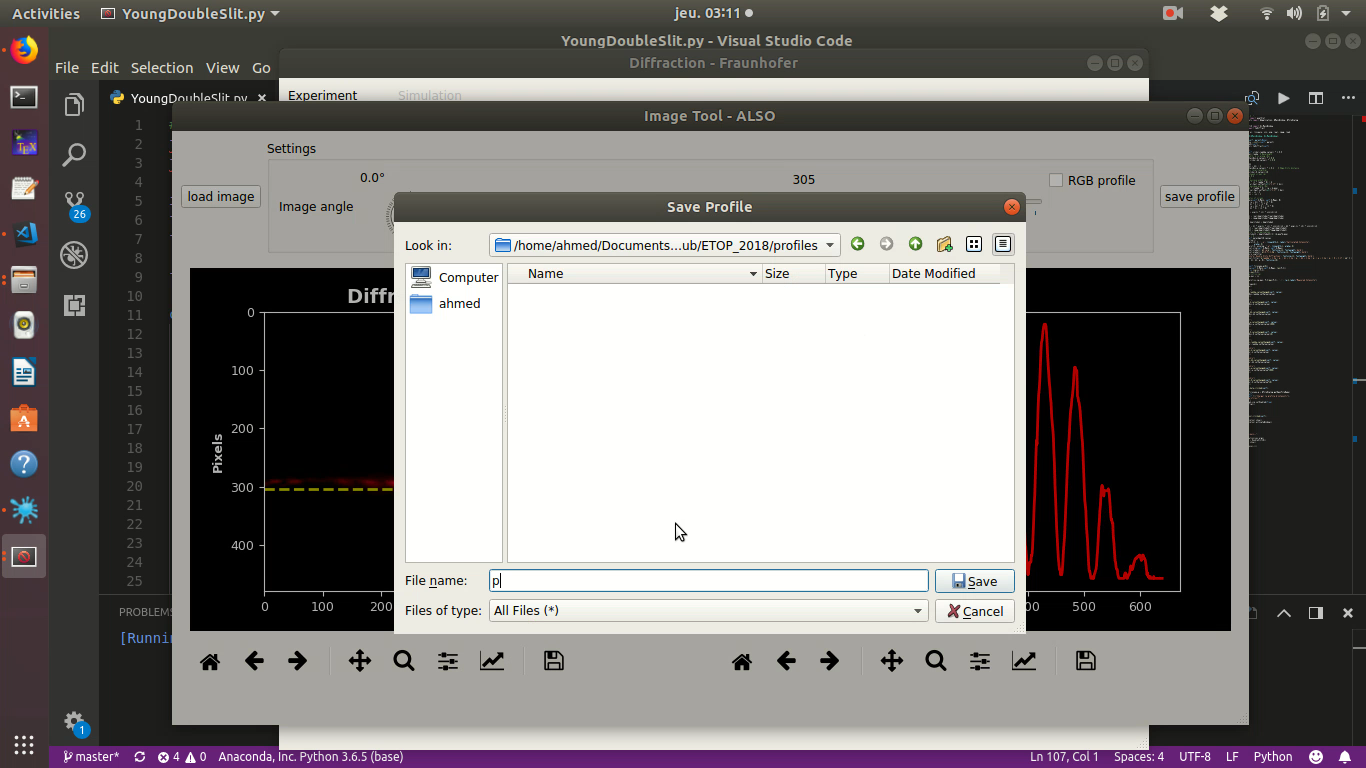 Activities YoungDoubleSlit.py jeu. 03:11
YoungDoubleSlit.py - Visual Studio Code
File Edit Selection View Go
Diffraction - Fraunhofer
Experiment Simulation
YoungDoubleSlit.py
Image Tool - ALSO
Settings
load image
0.0°
Image angle
305
RGB profile
save profile
Save Profile
Look in: /home/ahmed/Documents...ub/ETOP_2018/profiles
Computer
ahmed
Name Size Type Date Modified
File name: p
Save
Files of type: All Files (*)
Cancel
Diffr
Pixels
0
100
200
300
400
0 100 200
500 600
1
2
3
4
5
6
7
8
9
10
11
12
13
14
15
16
17
18
19
20
21
22
23
24
25
26
1
PROBLEMS
[Runnin
master* 4 0 Anaconda, Inc. Python 3.6.5 (base) Ln 107, Col 1 Spaces: 4 UTF-8 LF Python